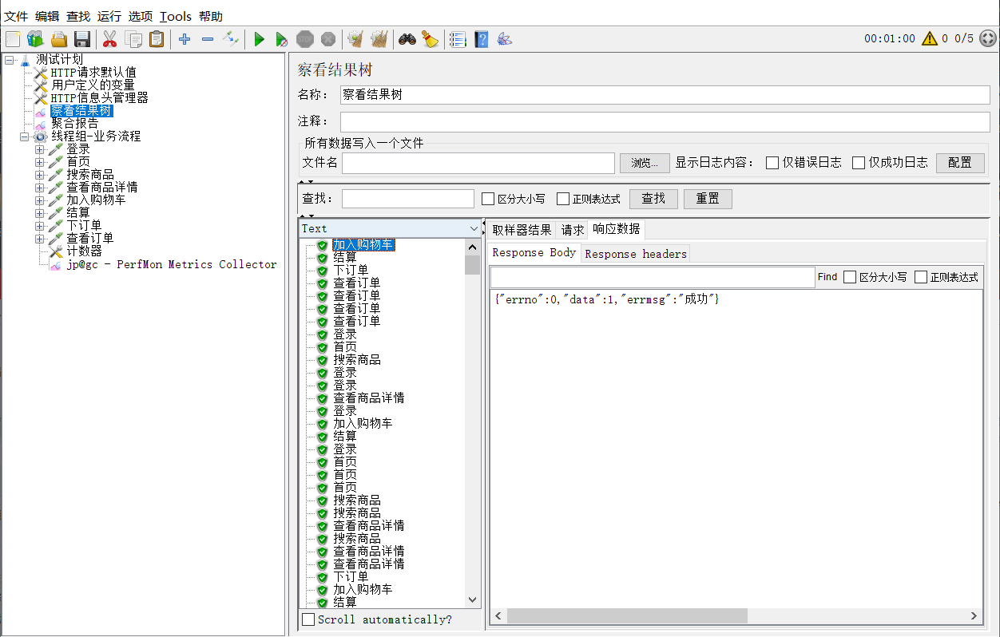 文件 编辑 查找 运行 选项 Tools 帮助
STOP
00:01:00 0 0/5
测试计划
HTTP请求默认值
用户定义的变量
HTTP信息头管理器
察看结果树
聚合报告
线程组-业务流程
登录
首页
搜索商品
查看商品详情
加入购物车
结算
下订单
查看订单
计数器
jp@gc - PerfMon Metrics Collector
察看结果树
名称： 察看结果树
注释：
所有数据写入一个文件
文件名 浏览... 显示日志内容： 仅错误日志 仅成功日志 配置
查找： 区分大小写 正则表达式 查找 重置
Text
加入购物车
结算
下订单
查看订单
查看订单
查看订单
查看订单
登录
首页
搜索商品
登录
登录
查看商品详情
登录
加入购物车
结算
登录
首页
首页
首页
搜索商品
搜索商品
查看商品详情
搜索商品
查看商品详情
查看商品详情
下订单
加入购物车
结算
Scroll automatically?
取样器结果 请求 响应数据
Response Body Response headers
Find 区分大小写 正则表达式
{"errno":0,"data":1,"errmsg":"成功"}